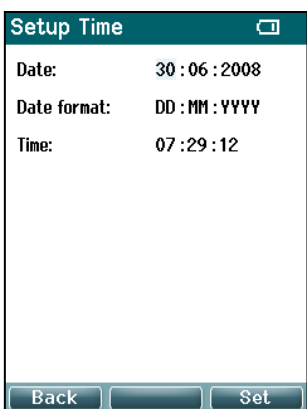 Setup Time
Date: 30 : 06 : 2008
Date format: DD : MM : YYYY
Time: 07 : 29 : 12
Back Set